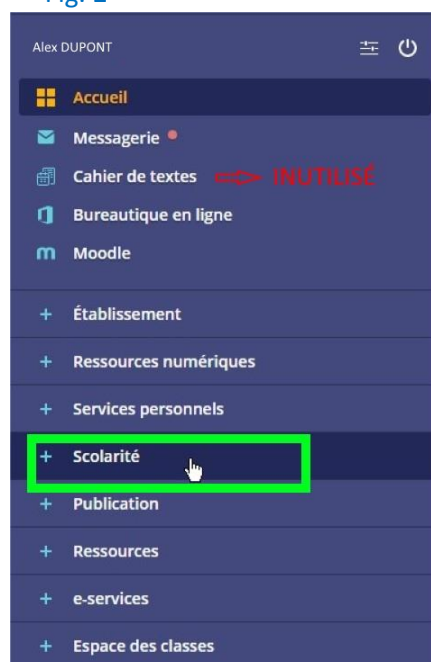 Fig. 2
Alex DUPONT
Accueil
Messagerie
Cahier de textes INUTILISÉ
Bureautique en ligne
m Moodle
+ Établissement
+ Ressources numériques
+ Services personnels
+ Scolarité
+ Publication
+ Ressources
+ e-services
+ Espace des classes